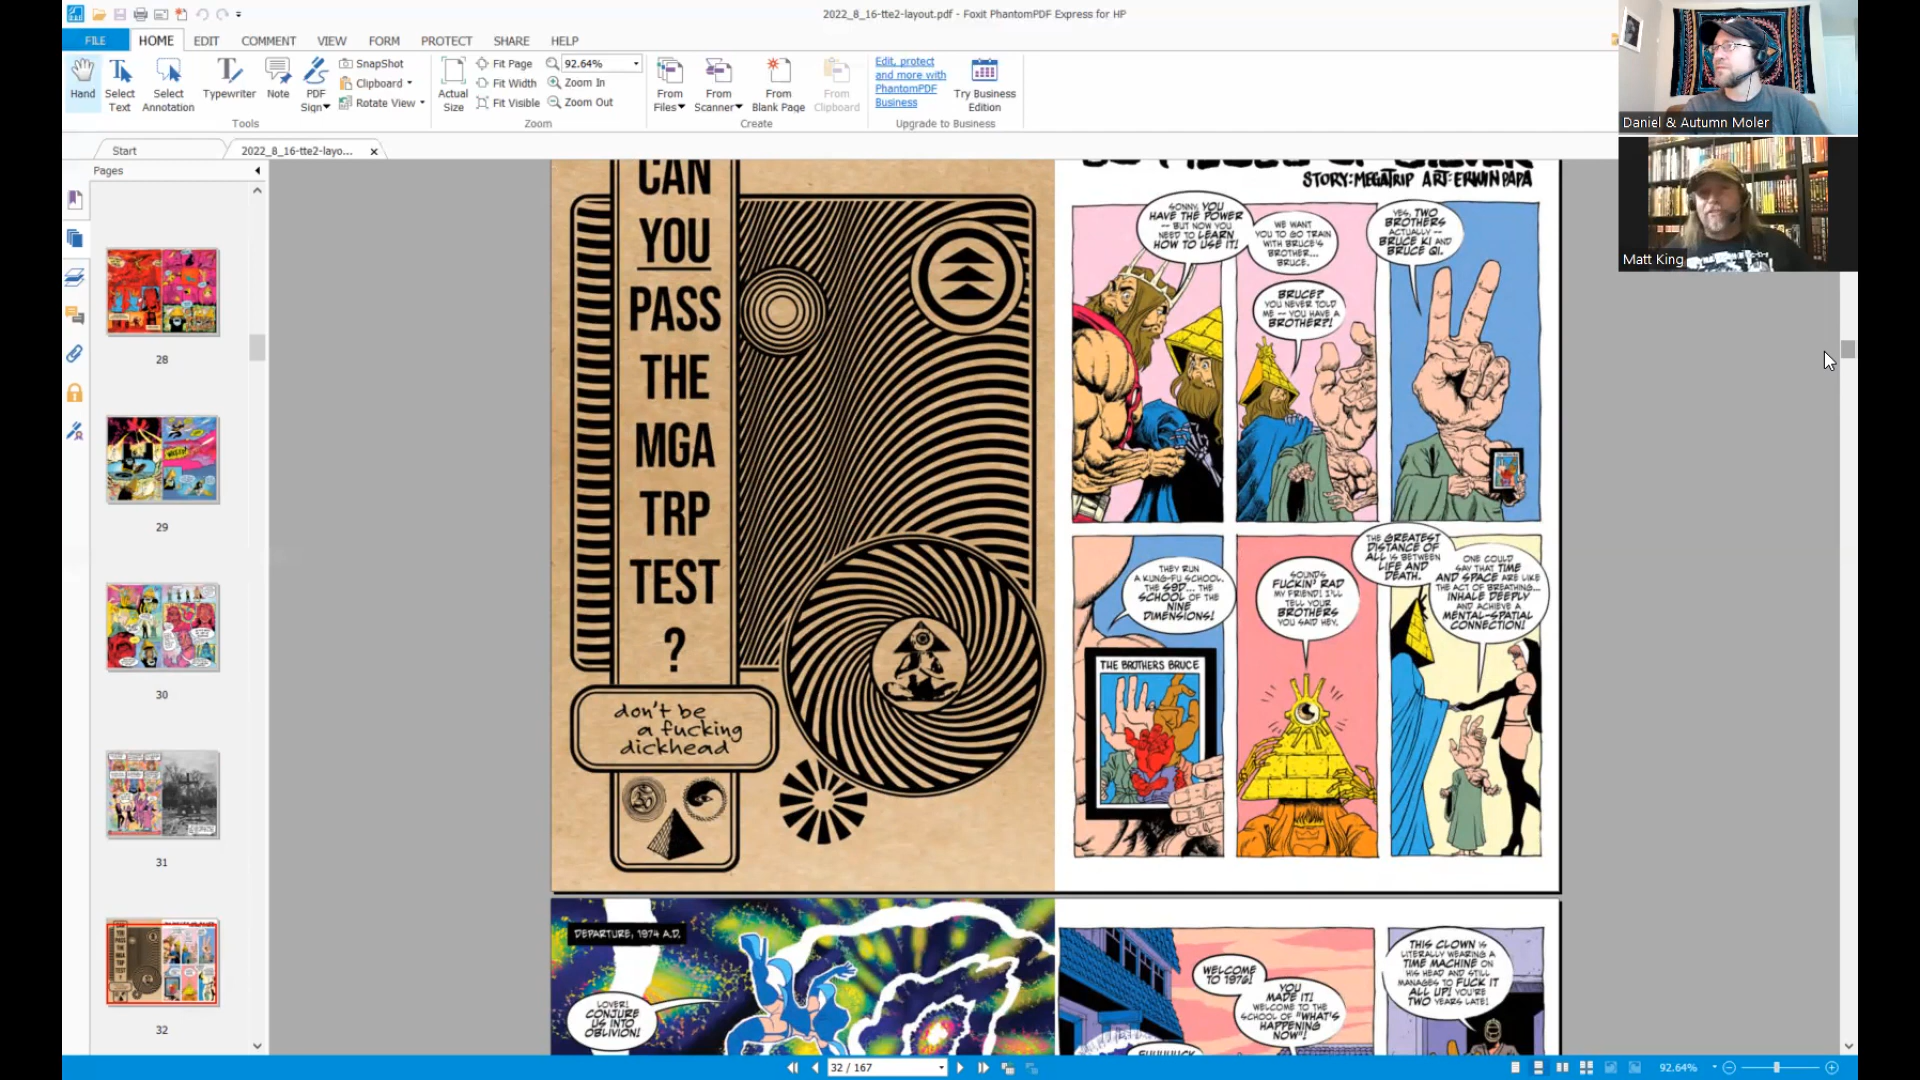 2022_8_16-tte2-layout.pdf - Foxit PhantomPDF Express for HP
FILE
HOME
EDIT
COMMENT
VIEW
FORM
PROTECT
SHARE
HELP
Hand
Select
Text
Select
Annotation
Typewriter
Note
PDF
Sign
SnapShot
Clipboard
Rotate View
Tools
Actual
Size
Fit Page
Fit Width
Fit Visible
92.64%
Zoom In
Zoom Out
Zoom
From
Files
From
Scanner
From
Blank Page
From
Clipboard
Create
Edit, protect
and more with
PhantomPDF
Business
Try Business
Edition
Upgrade to Business
Daniel & Autumn Moler
Matt King
Start
2022_8_16-tte2-layo...
Pages
28
29
30
31
32
CAN
YOU
PASS
THE
MGA
TRP
TEST
?
don't be
a fucking
dickhead
STORY: MEGATRIP ART: ERWIN PAPA
SONNY, YOU
HAVE THE POWER
-- BUT NOW YOU
NEED TO LEARN
HOW TO USE IT!
WE WANT
YOU TO GO TRAIN
WITH BRUCE'S
BROTHER...
BRUCE.
BRUCE?
YOU NEVER TOLD
ME -- YOU HAVE A
BROTHER?!
YES, TWO
BROTHERS
ACTUALLY --
BRUCE KI AND
BRUCE QI.
THEY RUN
A KUNG-FU SCHOOL.
THE S9D... THE
SCHOOL OF THE
NINE
DIMENSIONS!
THE BROTHERS BRUCE
SOUNDS
FUCKIN' RAD
MY FRIEND! I'LL
TELL YOUR
BROTHERS
YOU SAID HEY.
THE GREATEST
DISTANCE OF
ALL IS BETWEEN
LIFE AND
DEATH.
ONE COULD
SAY THAT TIME
AND SPACE ARE LIKE
THE ACT OF BREATHING...
INHALE DEEPLY
AND ACHIEVE A
MENTAL-SPATIAL
CONNECTION!
DEPARTURE, 1974 A.D.
LOVER!
CONJURE
US INTO
OBLIVION!
WELCOME
TO 1976!
YOU
MADE IT!
WELCOME TO THE
SCHOOL OF "WHAT'S
HAPPENING
NOW"!
THIS CLOWN IS
LITERALLY WEARING A
TIME MACHINE ON
HIS HEAD AND STILL
MANAGES TO FUCK IT
ALL UP! YOU'RE
TWO YEARS LATE!
32 / 167
92.64%